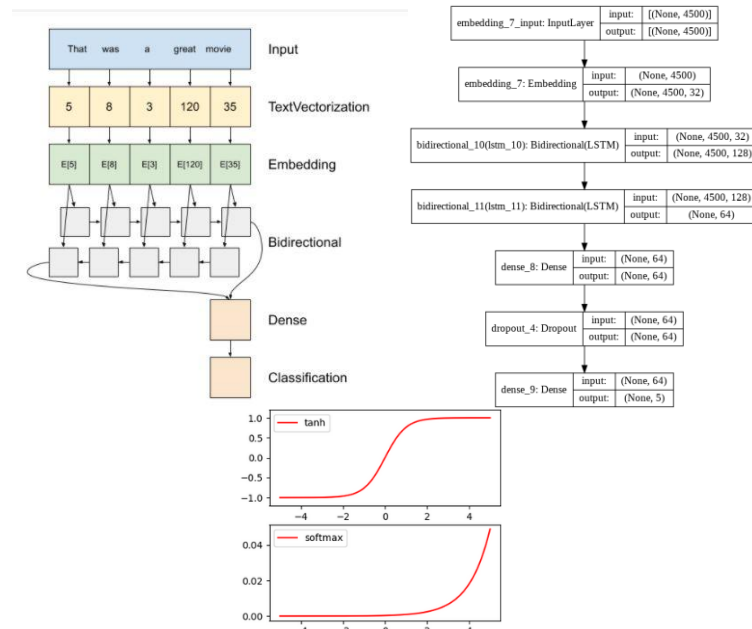 That was a great movie
Input
5 8 3 120 35
TextVectorization
E[5] E[8] E[3] E[120] E[35]
Embedding
Bidirectional
Dense
Classification
embedding_7_input: InputLayer
input: [(None, 4500)]
output: [(None, 4500)]
embedding_7: Embedding
input: (None, 4500)
output: (None, 4500, 32)
bidirectional_10(lstm_10): Bidirectional(LSTM)
input: (None, 4500, 32)
output: (None, 4500, 128)
bidirectional_11(lstm_11): Bidirectional(LSTM)
input: (None, 4500, 128)
output: (None, 64)
dense_8: Dense
input: (None, 64)
output: (None, 64)
dropout_4: Dropout
input: (None, 64)
output: (None, 64)
dense_9: Dense
input: (None, 64)
output: (None, 5)
1.0
0.5
0.0
−0.5
−1.0
tanh
−4 −2 0 2 4
0.04
0.02
0.00
softmax
−4 −2 0 2 4